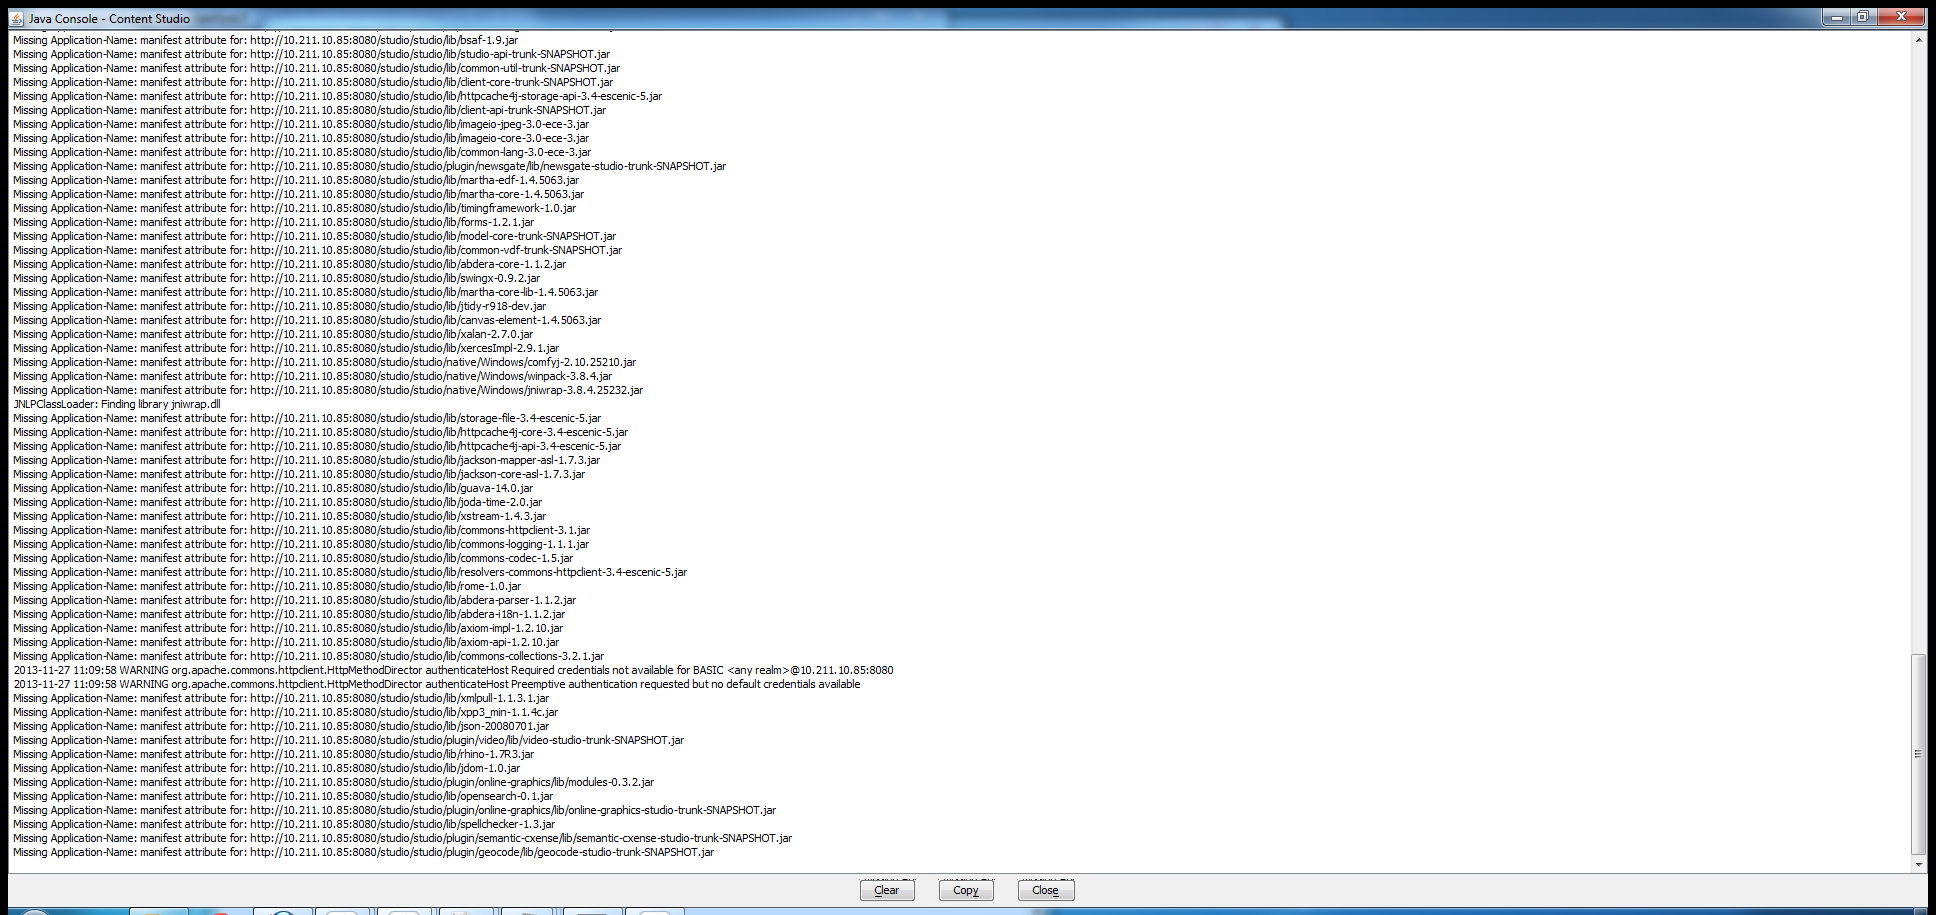 Java Console - Content Studio
Missing Application-Name: manifest attribute for: http://10.211.10.85:8080/studio/studio/lib/bsaf-1.9.jar
Missing Application-Name: manifest attribute for: http://10.211.10.85:8080/studio/studio/lib/studio-api-trunk-SNAPSHOT.jar
Missing Application-Name: manifest attribute for: http://10.211.10.85:8080/studio/studio/lib/common-util-trunk-SNAPSHOT.jar
Missing Application-Name: manifest attribute for: http://10.211.10.85:8080/studio/studio/lib/client-core-trunk-SNAPSHOT.jar
Missing Application-Name: manifest attribute for: http://10.211.10.85:8080/studio/studio/lib/httpcache4j-storage-api-3.4-escenic-5.jar
Missing Application-Name: manifest attribute for: http://10.211.10.85:8080/studio/studio/lib/client-api-trunk-SNAPSHOT.jar
Missing Application-Name: manifest attribute for: http://10.211.10.85:8080/studio/studio/lib/imageio-jpeg-3.0-ece-3.jar
Missing Application-Name: manifest attribute for: http://10.211.10.85:8080/studio/studio/lib/imageio-core-3.0-ece-3.jar
Missing Application-Name: manifest attribute for: http://10.211.10.85:8080/studio/studio/lib/common-lang-3.0-ece-3.jar
Missing Application-Name: manifest attribute for: http://10.211.10.85:8080/studio/studio/plugin/newsgate/lib/newsgate-studio-trunk-SNAPSHOT.jar
Missing Application-Name: manifest attribute for: http://10.211.10.85:8080/studio/studio/lib/martha-edf-1.4.5063.jar
Missing Application-Name: manifest attribute for: http://10.211.10.85:8080/studio/studio/lib/martha-core-1.4.5063.jar
Missing Application-Name: manifest attribute for: http://10.211.10.85:8080/studio/studio/lib/timingframework-1.0.jar
Missing Application-Name: manifest attribute for: http://10.211.10.85:8080/studio/studio/lib/forms-1.2.1.jar
Missing Application-Name: manifest attribute for: http://10.211.10.85:8080/studio/studio/lib/model-core-trunk-SNAPSHOT.jar
Missing Application-Name: manifest attribute for: http://10.211.10.85:8080/studio/studio/lib/common-vdf-trunk-SNAPSHOT.jar
Missing Application-Name: manifest attribute for: http://10.211.10.85:8080/studio/studio/lib/abdera-core-1.1.2.jar
Missing Application-Name: manifest attribute for: http://10.211.10.85:8080/studio/studio/lib/swingx-0.9.2.jar
Missing Application-Name: manifest attribute for: http://10.211.10.85:8080/studio/studio/lib/martha-core-lib-1.4.5063.jar
Missing Application-Name: manifest attribute for: http://10.211.10.85:8080/studio/studio/lib/jtidy-r918-dev.jar
Missing Application-Name: manifest attribute for: http://10.211.10.85:8080/studio/studio/lib/canvas-element-1.4.5063.jar
Missing Application-Name: manifest attribute for: http://10.211.10.85:8080/studio/studio/lib/xalan-2.7.0.jar
Missing Application-Name: manifest attribute for: http://10.211.10.85:8080/studio/studio/lib/xercesImpl-2.9.1.jar
Missing Application-Name: manifest attribute for: http://10.211.10.85:8080/studio/studio/native/Windows/comfyj-2.10.25210.jar
Missing Application-Name: manifest attribute for: http://10.211.10.85:8080/studio/studio/native/Windows/winpack-3.8.4.jar
Missing Application-Name: manifest attribute for: http://10.211.10.85:8080/studio/studio/native/Windows/jniwrap-3.8.4.25232.jar
JNLPClassLoader: Finding library jniwrap.dll
Missing Application-Name: manifest attribute for: http://10.211.10.85:8080/studio/studio/lib/storage-file-3.4-escenic-5.jar
Missing Application-Name: manifest attribute for: http://10.211.10.85:8080/studio/studio/lib/httpcache4j-core-3.4-escenic-5.jar
Missing Application-Name: manifest attribute for: http://10.211.10.85:8080/studio/studio/lib/httpcache4j-api-3.4-escenic-5.jar
Missing Application-Name: manifest attribute for: http://10.211.10.85:8080/studio/studio/lib/jackson-mapper-asl-1.7.3.jar
Missing Application-Name: manifest attribute for: http://10.211.10.85:8080/studio/studio/lib/jackson-core-asl-1.7.3.jar
Missing Application-Name: manifest attribute for: http://10.211.10.85:8080/studio/studio/lib/guava-14.0.jar
Missing Application-Name: manifest attribute for: http://10.211.10.85:8080/studio/studio/lib/joda-time-2.0.jar
Missing Application-Name: manifest attribute for: http://10.211.10.85:8080/studio/studio/lib/xstream-1.4.3.jar
Missing Application-Name: manifest attribute for: http://10.211.10.85:8080/studio/studio/lib/commons-httpclient-3.1.jar
Missing Application-Name: manifest attribute for: http://10.211.10.85:8080/studio/studio/lib/commons-logging-1.1.1.jar
Missing Application-Name: manifest attribute for: http://10.211.10.85:8080/studio/studio/lib/commons-codec-1.5.jar
Missing Application-Name: manifest attribute for: http://10.211.10.85:8080/studio/studio/lib/resolvers-commons-httpclient-3.4-escenic-5.jar
Missing Application-Name: manifest attribute for: http://10.211.10.85:8080/studio/studio/lib/rome-1.0.jar
Missing Application-Name: manifest attribute for: http://10.211.10.85:8080/studio/studio/lib/abdera-parser-1.1.2.jar
Missing Application-Name: manifest attribute for: http://10.211.10.85:8080/studio/studio/lib/abdera-i18n-1.1.2.jar
Missing Application-Name: manifest attribute for: http://10.211.10.85:8080/studio/studio/lib/axiom-impl-1.2.10.jar
Missing Application-Name: manifest attribute for: http://10.211.10.85:8080/studio/studio/lib/axiom-api-1.2.10.jar
Missing Application-Name: manifest attribute for: http://10.211.10.85:8080/studio/studio/lib/commons-collections-3.2.1.jar
2013-11-27 11:09:58 WARNING org.apache.commons.httpclient.HttpMethodDirector authenticateHost Required credentials not available for BASIC <any realm>@10.211.10.85:8080
2013-11-27 11:09:58 WARNING org.apache.commons.httpclient.HttpMethodDirector authenticateHost Preemptive authentication requested but no default credentials available
Missing Application-Name: manifest attribute for: http://10.211.10.85:8080/studio/studio/lib/xmlpull-1.1.3.1.jar
Missing Application-Name: manifest attribute for: http://10.211.10.85:8080/studio/studio/lib/xpp3_min-1.1.4c.jar
Missing Application-Name: manifest attribute for: http://10.211.10.85:8080/studio/studio/lib/json-20080701.jar
Missing Application-Name: manifest attribute for: http://10.211.10.85:8080/studio/studio/plugin/video/lib/video-studio-trunk-SNAPSHOT.jar
Missing Application-Name: manifest attribute for: http://10.211.10.85:8080/studio/studio/lib/rhino-1.7R3.jar
Missing Application-Name: manifest attribute for: http://10.211.10.85:8080/studio/studio/lib/jdom-1.0.jar
Missing Application-Name: manifest attribute for: http://10.211.10.85:8080/studio/studio/plugin/online-graphics/lib/modules-0.3.2.jar
Missing Application-Name: manifest attribute for: http://10.211.10.85:8080/studio/studio/lib/opensearch-0.1.jar
Missing Application-Name: manifest attribute for: http://10.211.10.85:8080/studio/studio/plugin/online-graphics/lib/online-graphics-studio-trunk-SNAPSHOT.jar
Missing Application-Name: manifest attribute for: http://10.211.10.85:8080/studio/studio/lib/spellchecker-1.3.jar
Missing Application-Name: manifest attribute for: http://10.211.10.85:8080/studio/studio/plugin/semantic-cxense/lib/semantic-cxense-studio-trunk-SNAPSHOT.jar
Missing Application-Name: manifest attribute for: http://10.211.10.85:8080/studio/studio/plugin/geocode/lib/geocode-studio-trunk-SNAPSHOT.jar
Clear Copy Close